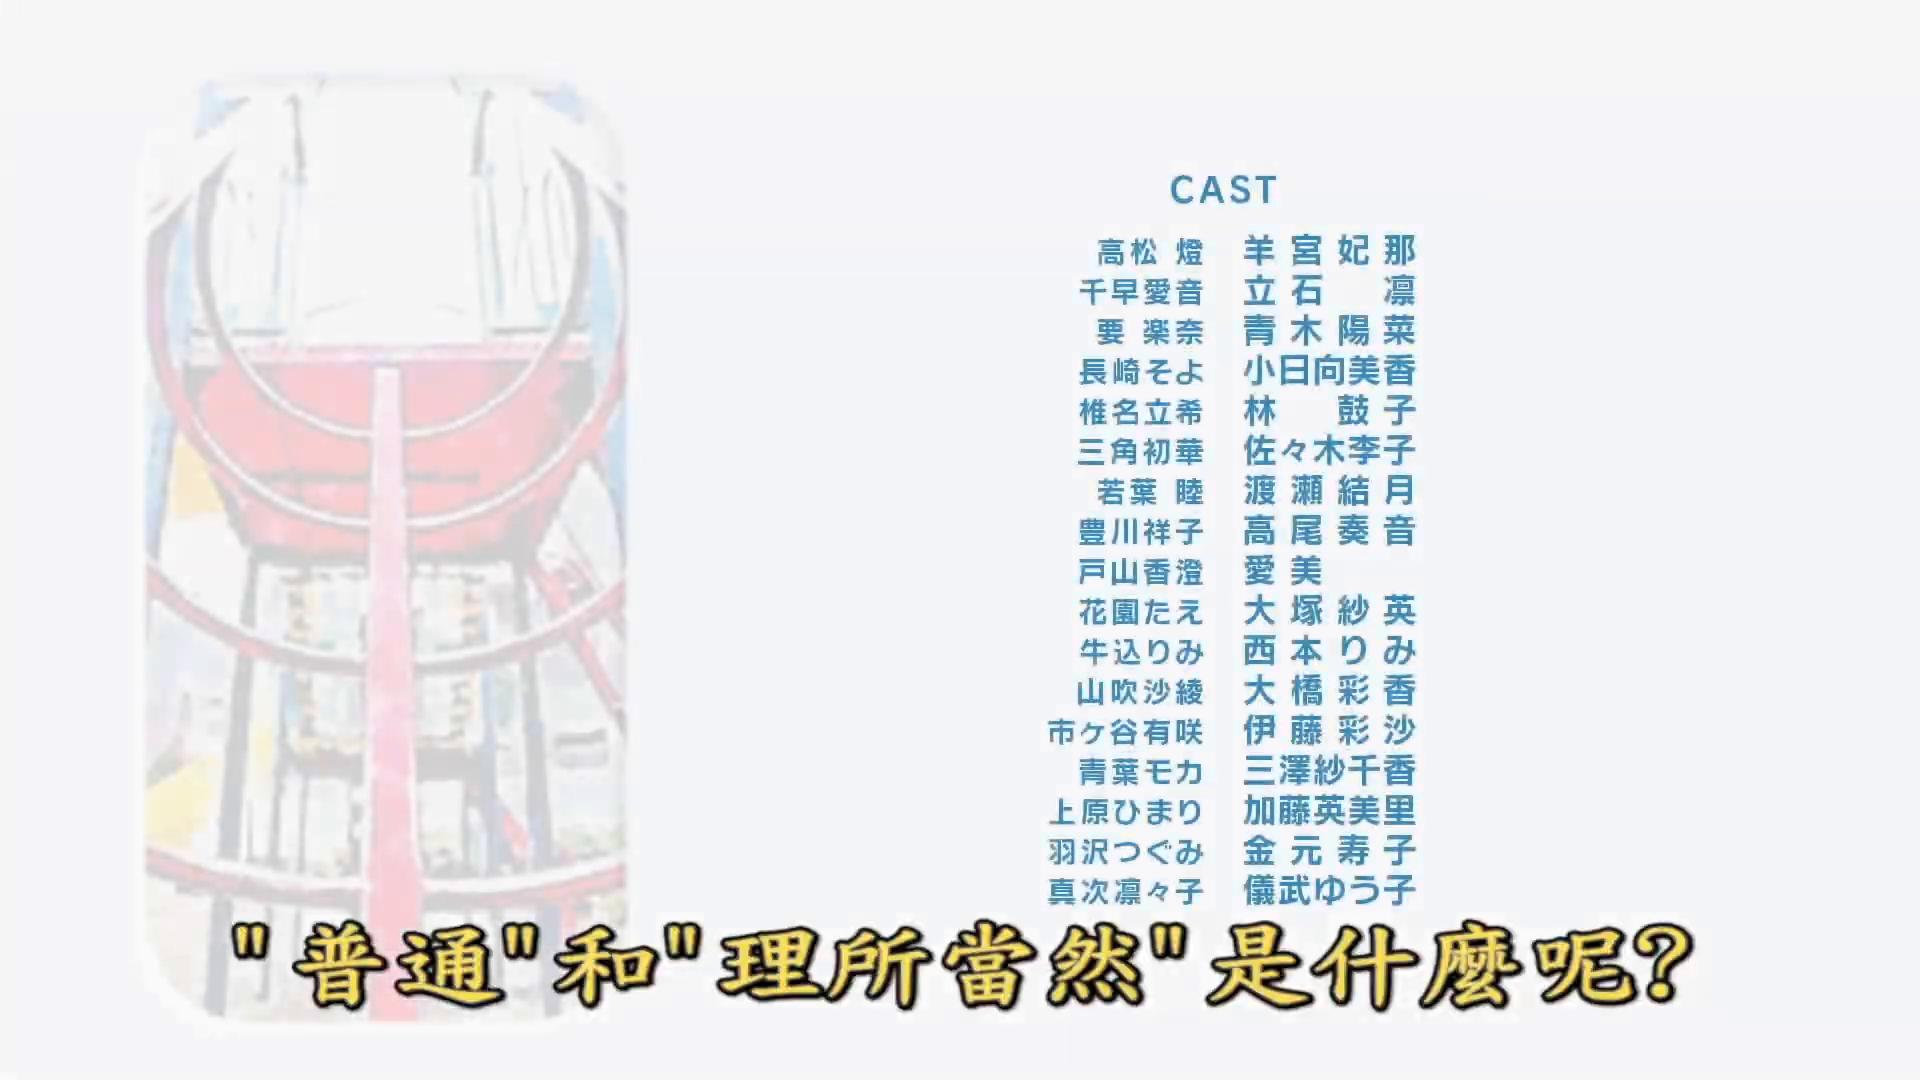 CAST
高松 燈 羊宮妃那
千早愛音 立石 凛
要 楽奈 青木陽菜
長崎そよ 小日向美香
椎名立希 林 鼓子
三角初華 佐々木李子
若葉 睦 渡瀬結月
豊川祥子 高尾奏音
戸山香澄 愛美
花園たえ 大塚紗英
牛込りみ 西本りみ
山吹沙綾 大橋彩香
市ヶ谷有咲 伊藤彩沙
青葉モカ 三澤紗千香
上原ひまり 加藤英美里
羽沢つぐみ 金元寿子
真次凛々子 儀武ゆう子
"普通"和"理所當然"是什麼呢?